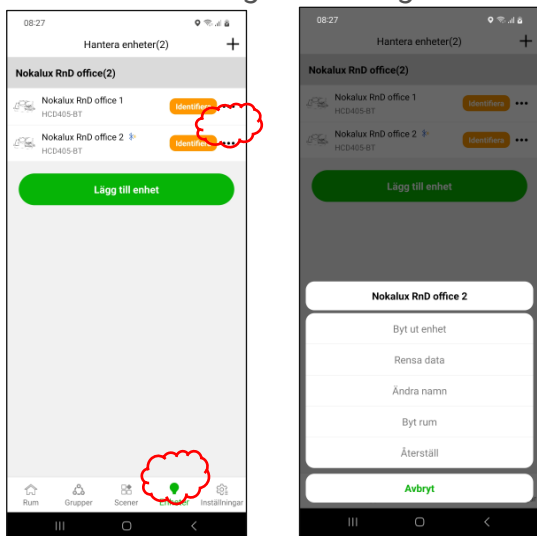 08:27
Hantera enheter(2)
Nokalux RnD office(2)
Nokalux RnD office 1
Identifiera
HCD405-BT
Nokalux RnD office 2
Identifiera
HCD405-BT
Lägg till enhet
Rum
Grupper
Scener
Enheter
Inställningar
08:27
Hantera enheter(2)
Nokalux RnD office(2)
Nokalux RnD office 1
Identifiera
HCD405-BT
Nokalux RnD office 2
Identifiera
HCD405-BT
Lägg till enhet
Nokalux RnD office 2
Byt ut enhet
Rensa data
Ändra namn
Byt rum
Återställ
Avbryt